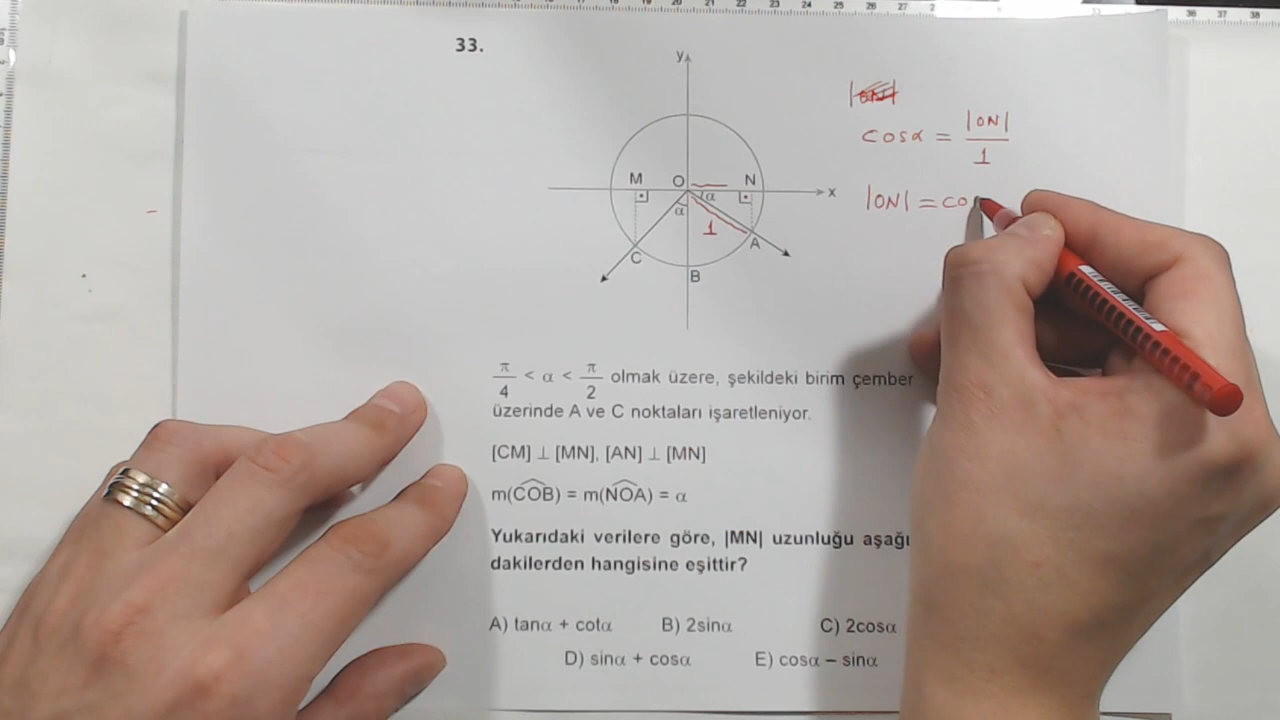 33.
y
x
M O N
α
α
1
C
A
B
cosα = |ON| / 1
|ON| = co
π/4 < α < π/2 olmak üzere, şekildeki birim çember
üzerinde A ve C noktaları işaretleniyor.
[CM] ⊥ [MN], [AN] ⊥ [MN]
m(COB) = m(NOA) = α
Yukarıdaki verilere göre, |MN| uzunluğu aşağı
dakilerden hangisine eşittir?
A) tanα + cotα B) 2sinα C) 2cosα
D) sinα + cosα E) cosα – sinα